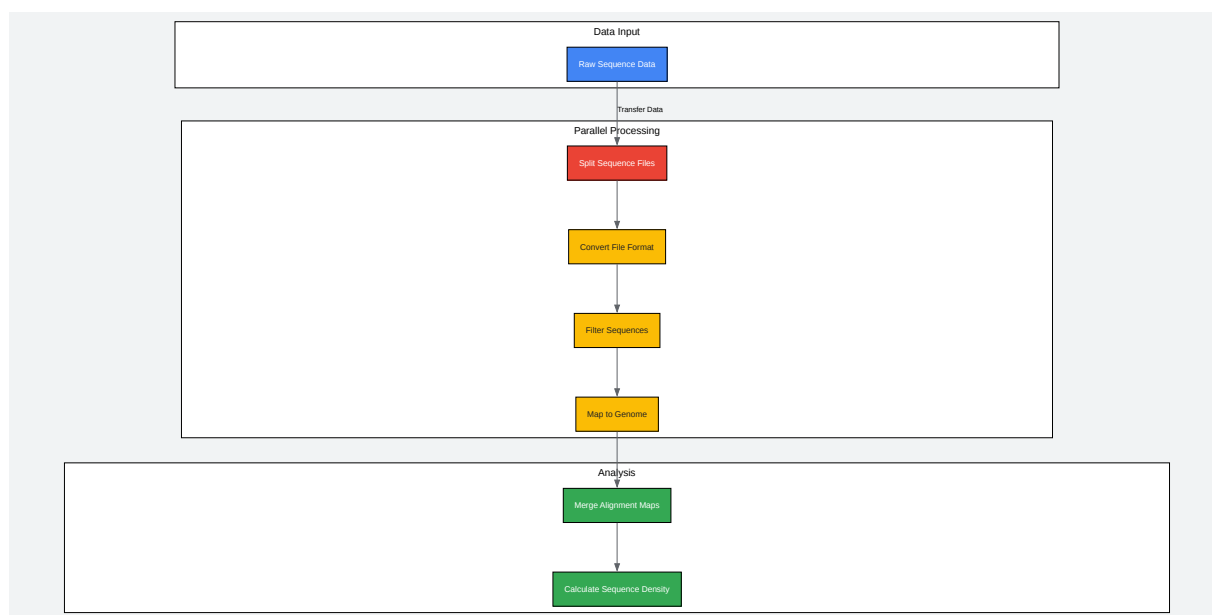 Data Input
Raw Sequence Data
Transfer Data
Parallel Processing
Split Sequence Files
Convert File Format
Filter Sequences
Map to Genome
Analysis
Merge Alignment Maps
Calculate Sequence Density